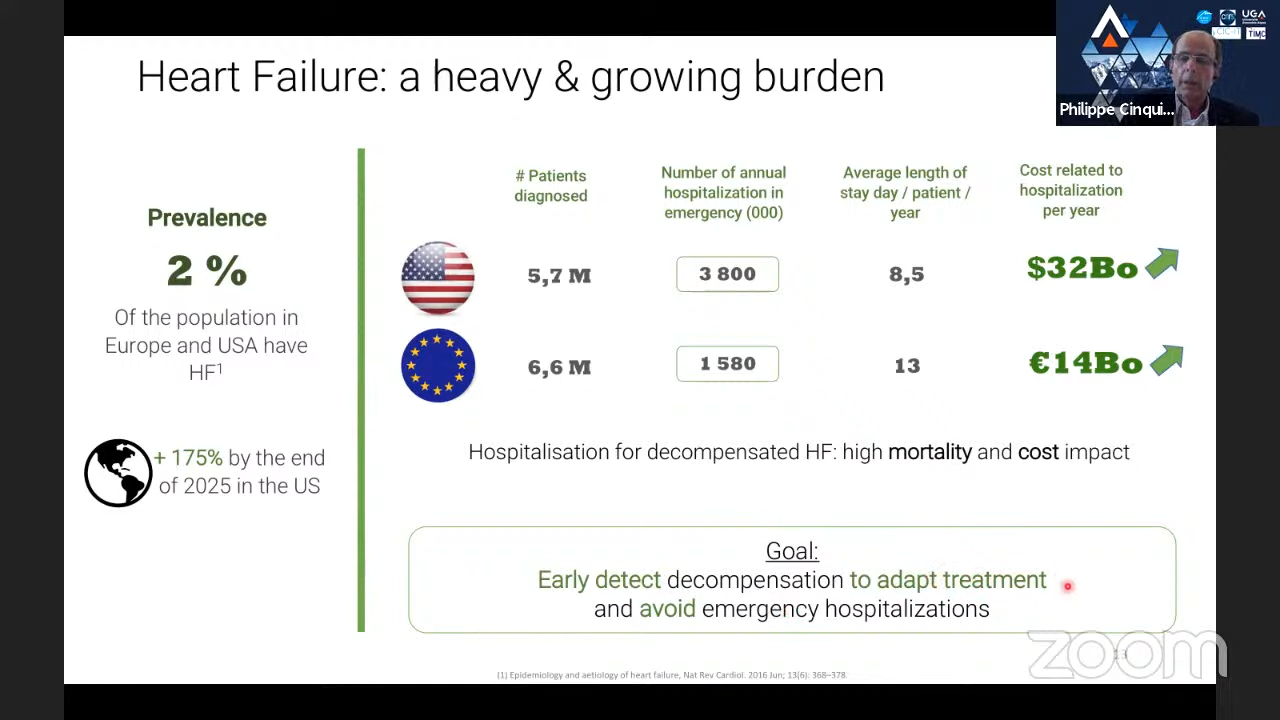 Heart Failure: a heavy & growing burden
UGA
TIMC
Philippe Cinqui...
Prevalence
2 %
Of the population in
Europe and USA have
HF¹
+ 175% by the end
of 2025 in the US
# Patients
diagnosed
Number of annual
hospitalization in
emergency (000)
Average length of
stay day / patient /
year
Cost related to
hospitalization
per year
5,7 M
3 800
8,5
$32Bo
6,6 M
1 580
13
€14Bo
Hospitalisation for decompensated HF: high mortality and cost impact
Goal:
Early detect decompensation to adapt treatment
and avoid emergency hospitalizations
zoom
13
(1) Epidemiology and aetiology of heart failure, Nat Rev Cardiol. 2016 Jun; 13(6): 368–378.